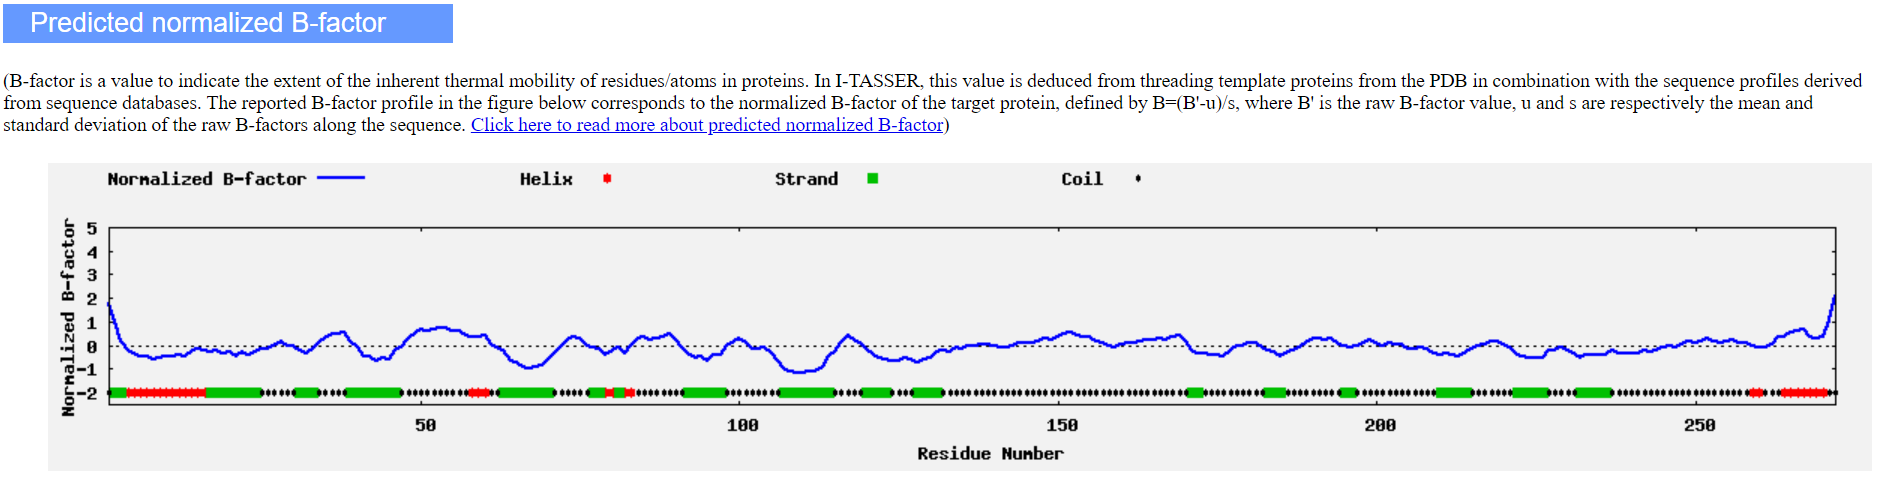 Predicted normalized B-factor
(B-factor is a value to indicate the extent of the inherent thermal mobility of residues/atoms in proteins. In I-TASSER, this value is deduced from threading template proteins from the PDB in combination with the sequence profiles derived
from sequence databases. The reported B-factor profile in the figure below corresponds to the normalized B-factor of the target protein, defined by B=(B'-u)/s, where B' is the raw B-factor value, u and s are respectively the mean and
standard deviation of the raw B-factors along the sequence. Click here to read more about predicted normalized B-factor)
Normalized B-factor Helix Strand Coil
Normalized B-factor
5
4
3
2
1
0
-1
-2
50 100 150 200 250
Residue Number